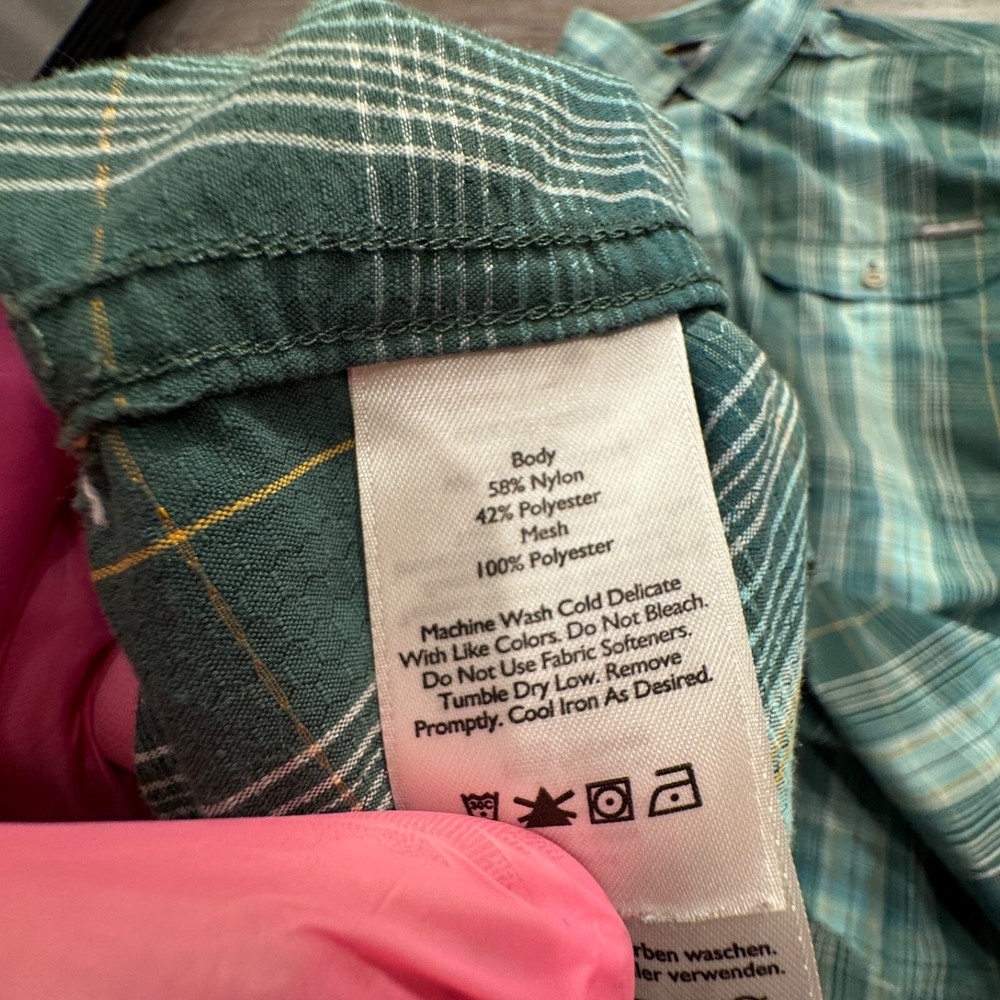 Body
58% Nylon
42% Polyester
Mesh
100% Polyester
Machine Wash Cold Delicate
With Like Colors. Do Not Bleach.
Do Not Use Fabric Softeners.
Tumble Dry Low. Remove
Promptly. Cool Iron As Desired.
30C
rben waschen.
ler verwenden.